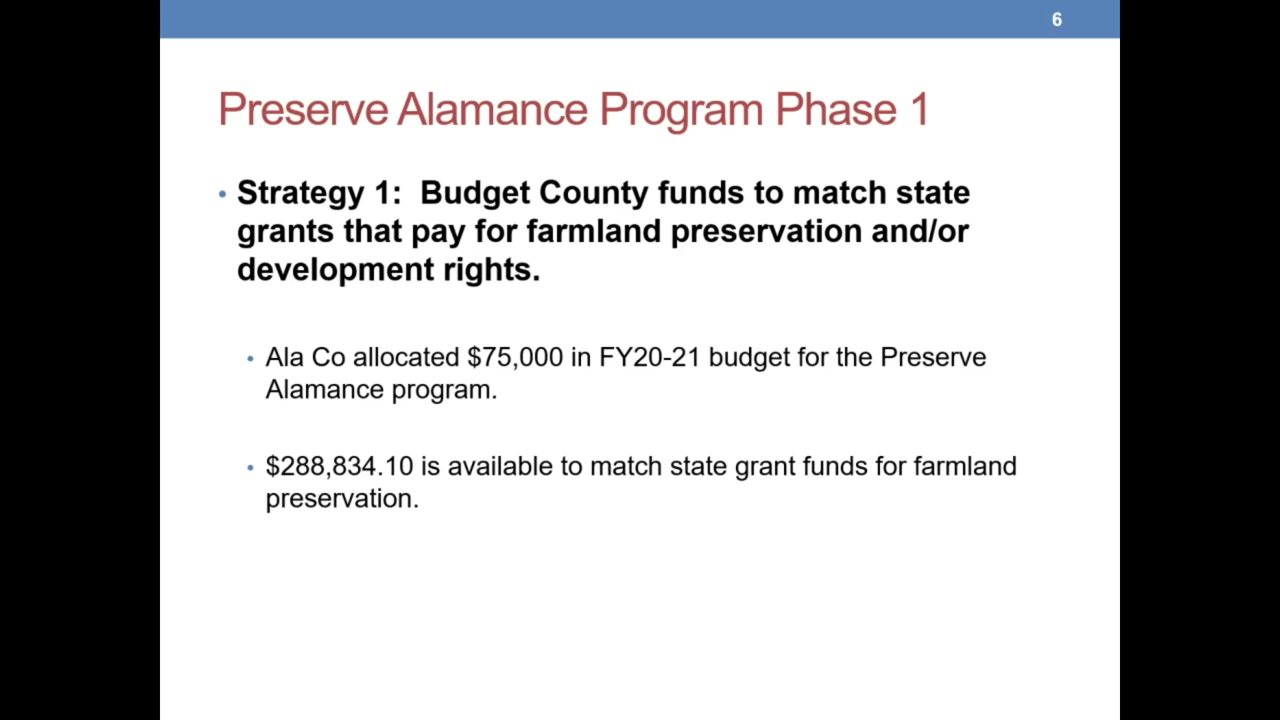 6
Preserve Alamance Program Phase 1
• Strategy 1:  Budget County funds to match state
grants that pay for farmland preservation and/or
development rights.
• Ala Co allocated $75,000 in FY20-21 budget for the Preserve
Alamance program.
• $288,834.10 is available to match state grant funds for farmland
preservation.